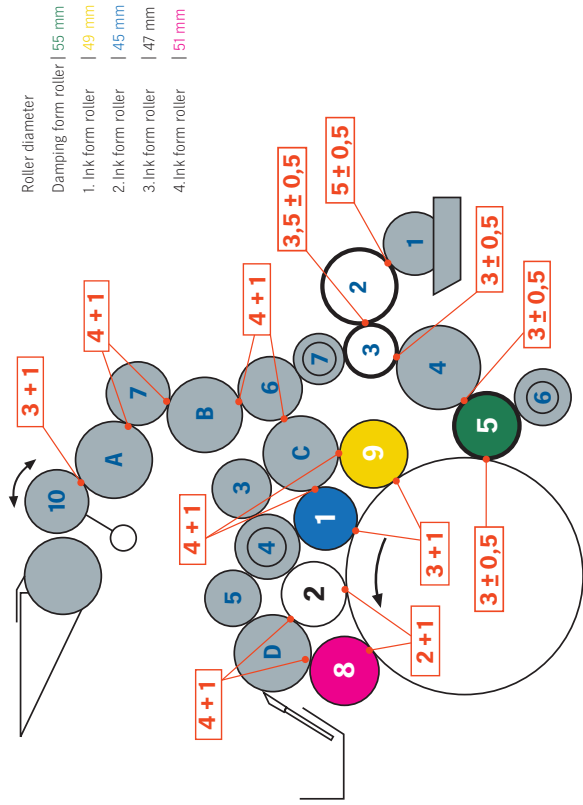 Roller diameter
Damping form roller | 55 mm
1. Ink form roller | 49 mm
2. Ink form roller | 45 mm
3. Ink form roller | 47 mm
4. Ink form roller | 51 mm
3 + 1
10
4 + 1
A
7
4 + 1
4 + 1
B
5
3
4 + 1
D
4
6
3,5 ± 0,5
C
7
2
1
5 ± 0,5
8
9
3
2
1
2 + 1
3 + 1
4
3 ± 0,5
3 ± 0,5
5
3 ± 0,5
6